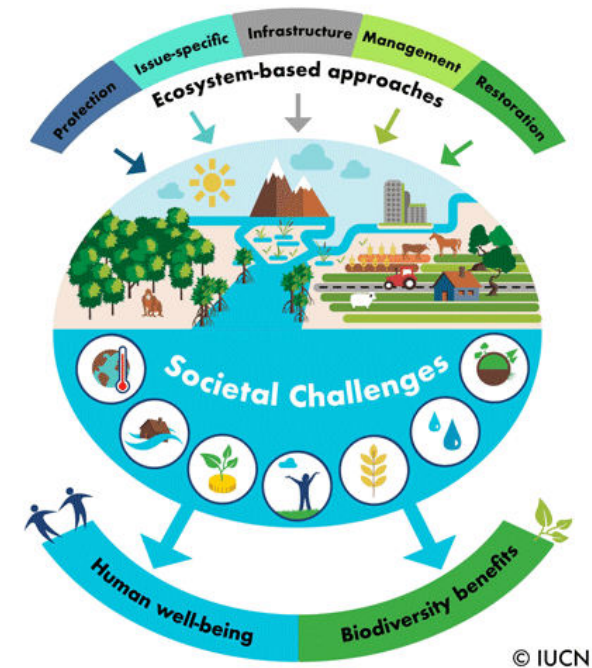 Protection
Issue-specific
Infrastructure
Management
Restoration
Ecosystem-based approaches
Societal Challenges
Human well-being
Biodiversity benefits
© IUCN